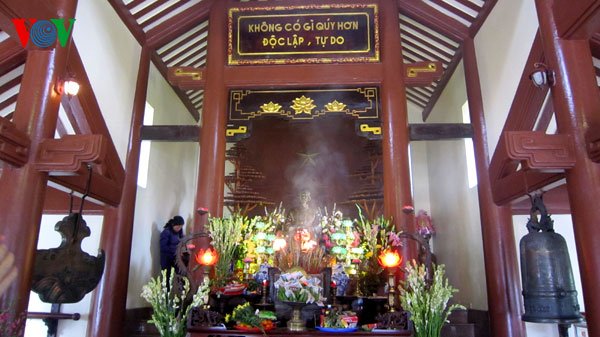 VOV
KHÔNG CÓ GÌ QUÝ HƠN
ĐỘC LẬP, TỰ DO